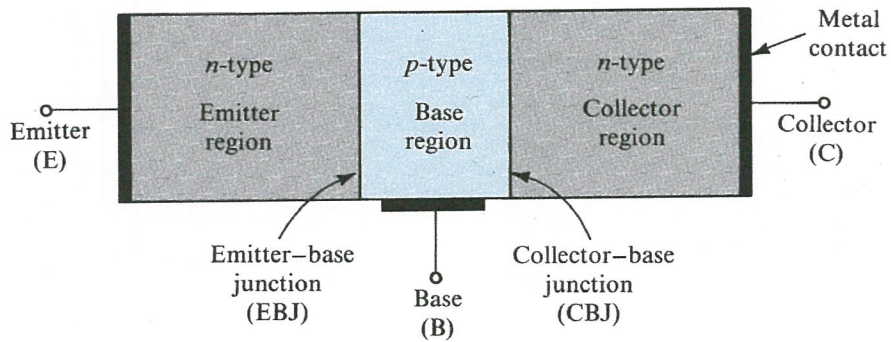 n-type
Emitter
region
p-type
Base
region
n-type
Collector
region
Metal
contact
Emitter
(E)
Collector
(C)
Emitter–base
junction
(EBJ)
Base
(B)
Collector–base
junction
(CBJ)